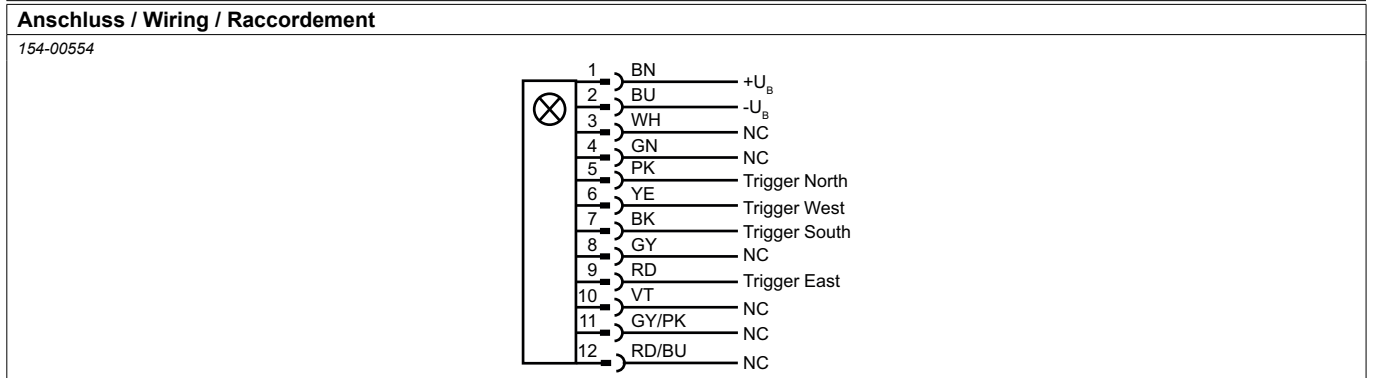 Anschluss / Wiring / Raccordement
154-00554
1 BN +U_B
2 BU -U_B
3 WH NC
4 GN NC
5 PK Trigger North
6 YE Trigger West
7 BK Trigger South
8 GY NC
9 RD Trigger East
10 VT NC
11 GY/PK NC
12 RD/BU NC